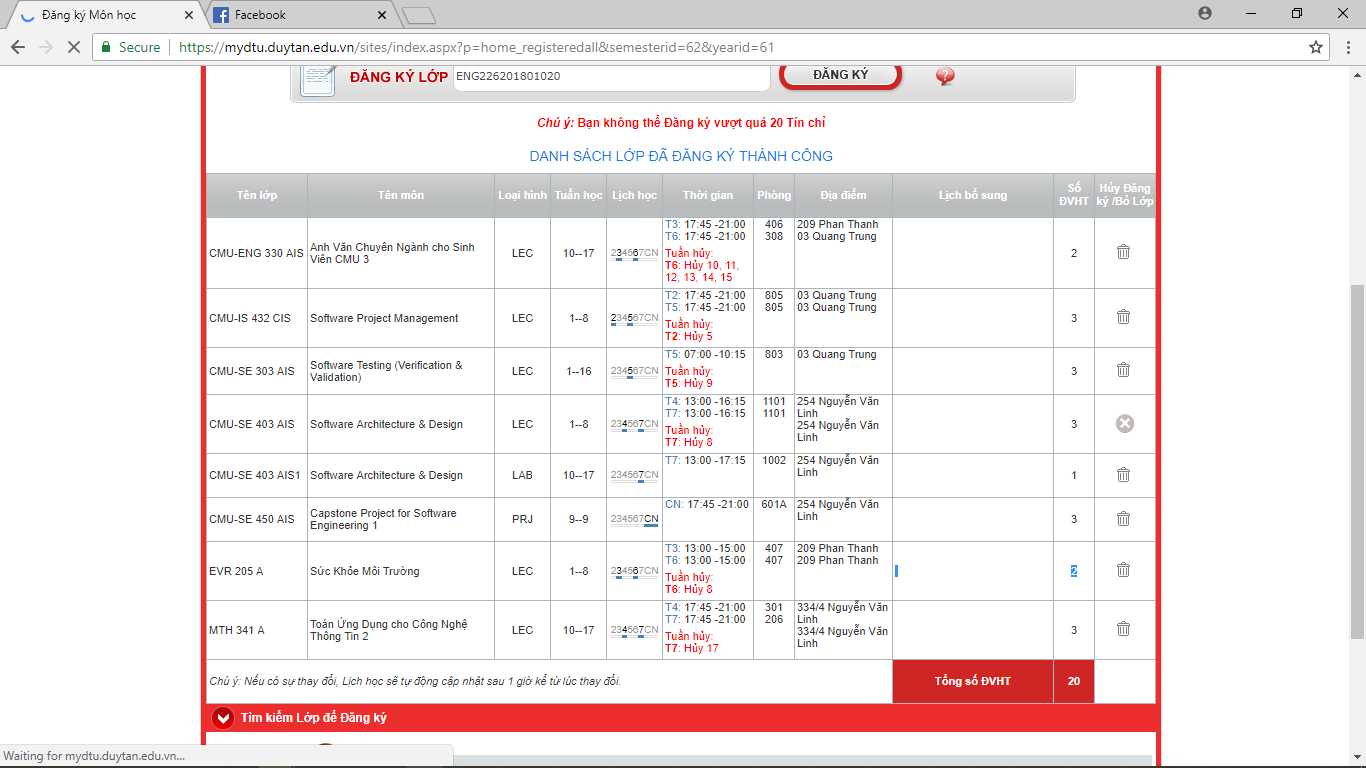 Đăng ký Môn học
Facebook
Secure
https://mydtu.duytan.edu.vn/sites/index.aspx?p=home_registeredall&semesterid=62&yearid=61
ĐĂNG KÝ LỚP
ENG226201801020
ĐĂNG KÝ
?
Chú ý: Bạn không thể Đăng ký vượt quá 20 Tín chỉ
DANH SÁCH LỚP ĐÃ ĐĂNG KÝ THÀNH CÔNG
Tên lớp
Tên môn
Loại hình
Tuần học
Lịch học
Thời gian
Phòng
Địa điểm
Lịch bổ sung
Số
ĐVHT
Hủy Đăng
ký /Bỏ Lớp
CMU-ENG 330 AIS
Anh Văn Chuyên Ngành cho Sinh
Viên CMU 3
LEC
10--17
234567CN
T3: 17:45 -21:00
T6: 17:45 -21:00
Tuần hủy:
T6: Hủy 10, 11,
12, 13, 14, 15
406
308
209 Phan Thanh
03 Quang Trung
2
CMU-IS 432 CIS
Software Project Management
LEC
1--8
234567CN
T2: 17:45 -21:00
T5: 17:45 -21:00
Tuần hủy:
T2: Hủy 5
805
805
03 Quang Trung
03 Quang Trung
3
CMU-SE 303 AIS
Software Testing (Verification &
Validation)
LEC
1--16
234567CN
T5: 07:00 -10:15
Tuần hủy:
T5: Hủy 9
803
03 Quang Trung
3
CMU-SE 403 AIS
Software Architecture & Design
LEC
1--8
234567CN
T4: 13:00 -16:15
T7: 13:00 -16:15
Tuần hủy:
T7: Hủy 8
1101
1101
254 Nguyễn Văn
Linh
254 Nguyễn Văn
Linh
3
CMU-SE 403 AIS1
Software Architecture & Design
LAB
10--17
234567CN
T7: 13:00 -17:15
1002
254 Nguyễn Văn
Linh
1
CMU-SE 450 AIS
Capstone Project for Software
Engineering 1
PRJ
9--9
234567CN
CN: 17:45 -21:00
601A
254 Nguyễn Văn
Linh
3
EVR 205 A
Sức Khỏe Môi Trường
LEC
1--8
234567CN
T3: 13:00 -15:00
T6: 13:00 -15:00
Tuần hủy:
T6: Hủy 8
407
407
209 Phan Thanh
209 Phan Thanh
2
MTH 341 A
Toán Ứng Dụng cho Công Nghệ
Thông Tin 2
LEC
10--17
234567CN
T4: 17:45 -21:00
T7: 17:45 -21:00
Tuần hủy:
T7: Hủy 17
301
206
334/4 Nguyễn Văn
Linh
334/4 Nguyễn Văn
Linh
3
Chú ý: Nếu có sự thay đổi, Lịch học sẽ tự động cập nhật sau 1 giờ kể từ lúc thay đổi.
Tổng số ĐVHT
20
Tìm kiếm Lớp để Đăng ký
Waiting for mydtu.duytan.edu.vn...